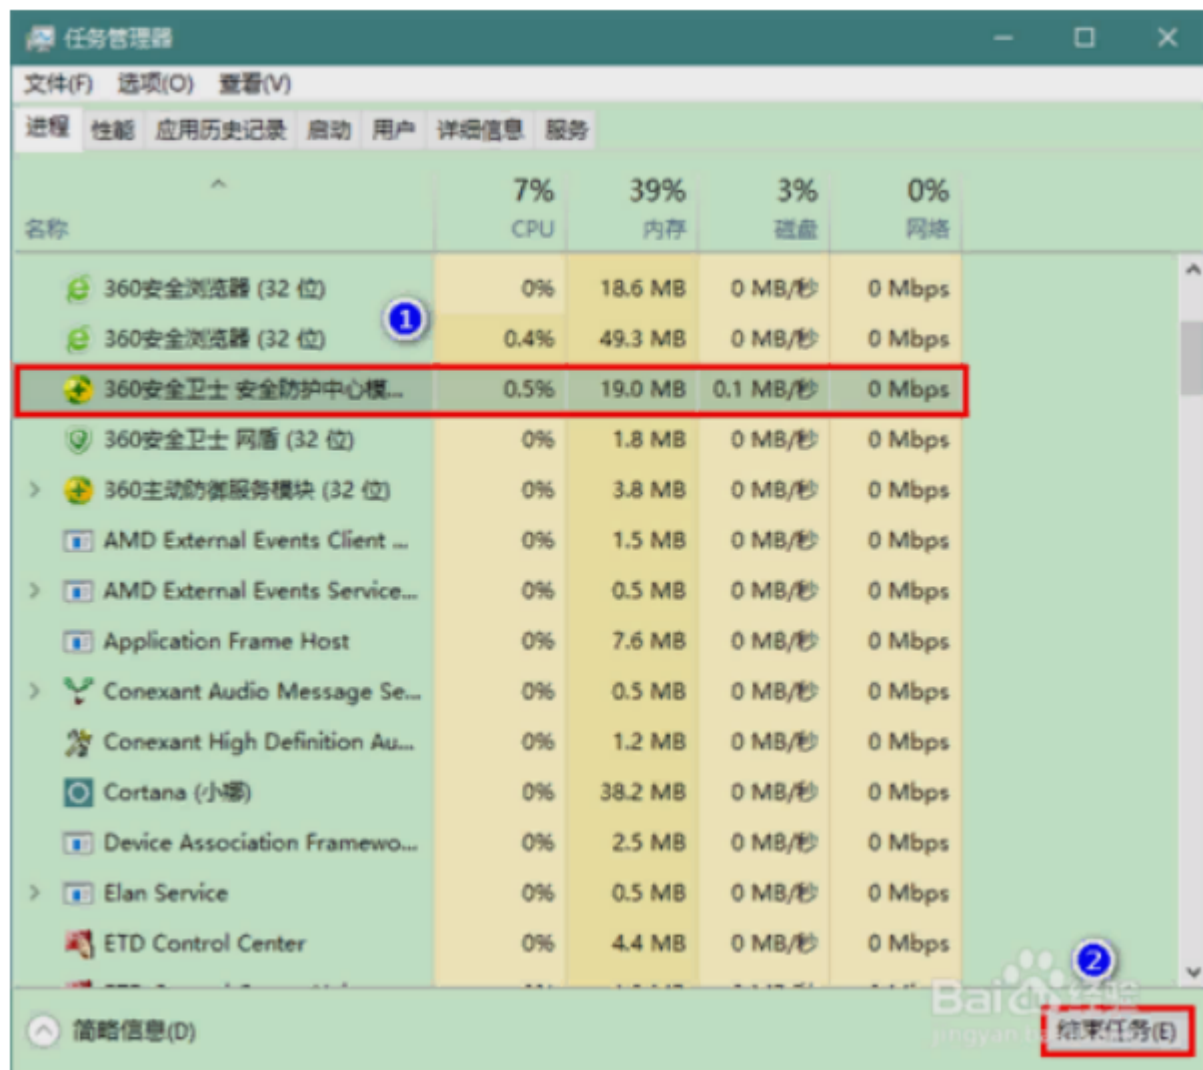 任务管理器
文件(F) 选项(O) 查看(V)
进程 性能 应用历史记录 启动 用户 详细信息 服务
7% 39% 3% 0%
名称 CPU 内存 磁盘 网络
360安全浏览器 (32 位) 0% 18.6 MB 0 MB/秒 0 Mbps
1
360安全浏览器 (32 位) 0.4% 49.3 MB 0 MB/秒 0 Mbps
360安全卫士 安全防护中心模... 0.5% 19.0 MB 0.1 MB/秒 0 Mbps
360安全卫士 网盾 (32 位) 0% 1.8 MB 0 MB/秒 0 Mbps
360主动防御服务模块 (32 位) 0% 3.8 MB 0 MB/秒 0 Mbps
AMD External Events Client ... 0% 1.5 MB 0 MB/秒 0 Mbps
AMD External Events Service... 0% 0.5 MB 0 MB/秒 0 Mbps
Application Frame Host 0% 7.6 MB 0 MB/秒 0 Mbps
Conexant Audio Message Se... 0% 0.5 MB 0 MB/秒 0 Mbps
Conexant High Definition Au... 0% 1.2 MB 0 MB/秒 0 Mbps
Cortana (小娜) 0% 38.2 MB 0 MB/秒 0 Mbps
Device Association Framewo... 0% 2.5 MB 0 MB/秒 0 Mbps
Elan Service 0% 0.5 MB 0 MB/秒 0 Mbps
ETD Control Center 0% 4.4 MB 0 MB/秒 0 Mbps
2
Baidu经验
简略信息(D) 结束任务(E)